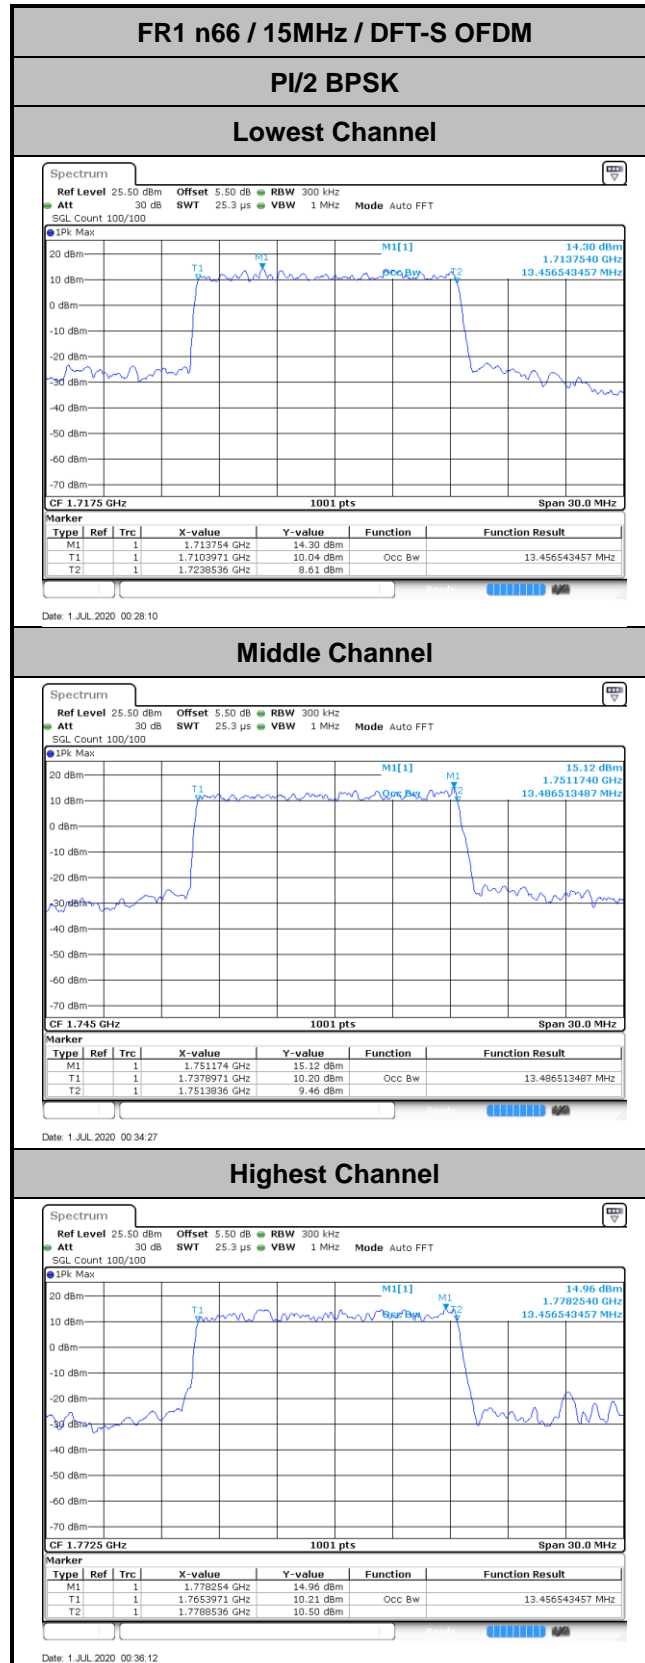 FR1 n66 / 15MHz / DFT-S OFDM
PI/2 BPSK
Lowest Channel
Spectrum
Ref Level 25.50 dBm Offset 5.50 dB RBW 300 kHz
Att 30 dB SWT 25.3 µs VBW 1 MHz Mode Auto FFT
SGL Count 100/100
1Pk Max
M1[1] 14.30 dBm
1.7137540 GHz
Occ Bw 13.456543457 MHz
M1
T1
T2
20 dBm
10 dBm
0 dBm
-10 dBm
-20 dBm
-30 dBm
-40 dBm
-50 dBm
-60 dBm
-70 dBm
CF 1.7175 GHz 1001 pts Span 30.0 MHz
Marker
Type Ref Trc X-value Y-value Function Function Result
M1 1 1.713754 GHz 14.30 dBm
T1 1 1.7103971 GHz 10.04 dBm Occ Bw 13.456543457 MHz
T2 1 1.7238536 GHz 8.61 dBm
Date: 1.JUL.2020 00:28:10
Middle Channel
Spectrum
Ref Level 25.50 dBm Offset 5.50 dB RBW 300 kHz
Att 30 dB SWT 25.3 µs VBW 1 MHz Mode Auto FFT
SGL Count 100/100
1Pk Max
M1[1] 15.12 dBm
1.7511740 GHz
Occ Bw 13.486513487 MHz
M1
T1
T2
20 dBm
10 dBm
0 dBm
-10 dBm
-20 dBm
-30 dBm
-40 dBm
-50 dBm
-60 dBm
-70 dBm
CF 1.745 GHz 1001 pts Span 30.0 MHz
Marker
Type Ref Trc X-value Y-value Function Function Result
M1 1 1.751174 GHz 15.12 dBm
T1 1 1.7378971 GHz 10.20 dBm Occ Bw 13.486513487 MHz
T2 1 1.7513836 GHz 9.46 dBm
Date: 1.JUL.2020 00:34:27
Highest Channel
Spectrum
Ref Level 25.50 dBm Offset 5.50 dB RBW 300 kHz
Att 30 dB SWT 25.3 µs VBW 1 MHz Mode Auto FFT
SGL Count 100/100
1Pk Max
M1[1] 14.96 dBm
1.7782540 GHz
Occ Bw 13.456543457 MHz
M1
T1
T2
20 dBm
10 dBm
0 dBm
-10 dBm
-20 dBm
-30 dBm
-40 dBm
-50 dBm
-60 dBm
-70 dBm
CF 1.7725 GHz 1001 pts Span 30.0 MHz
Marker
Type Ref Trc X-value Y-value Function Function Result
M1 1 1.778254 GHz 14.96 dBm
T1 1 1.7653971 GHz 10.21 dBm Occ Bw 13.456543457 MHz
T2 1 1.7788536 GHz 10.50 dBm
Date: 1.JUL.2020 00:36:12